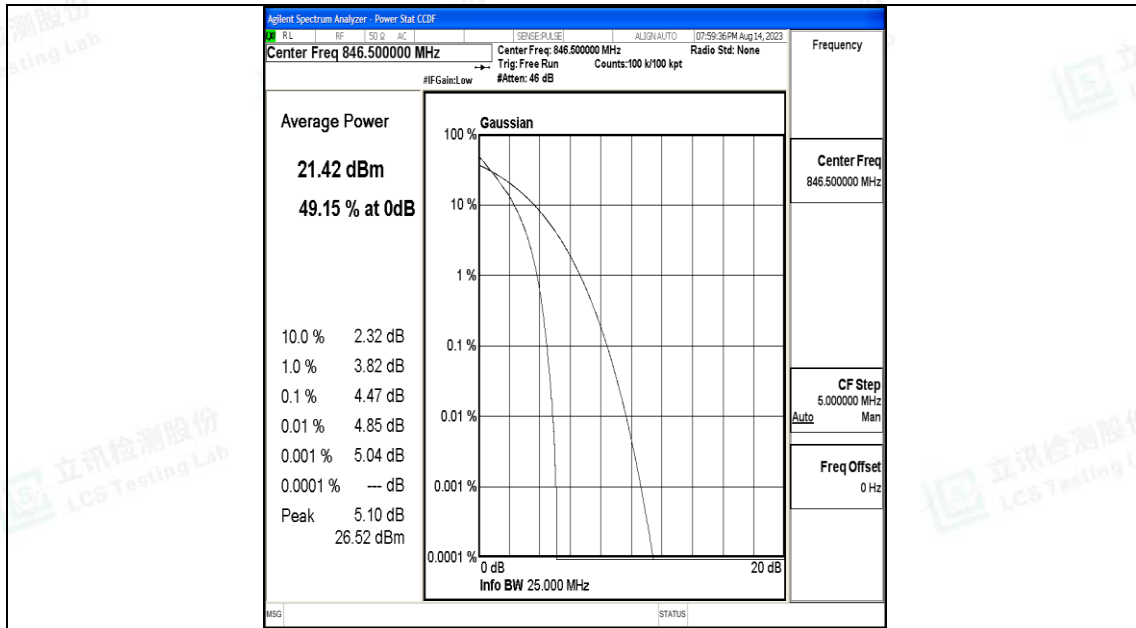 Agilent Spectrum Analyzer - Power Stat CCDF
LXI RL RF 50 Ω AC SENSE:PULSE ALIGN AUTO 07:59:36 PM Aug 14, 2023
Center Freq 846.500000 MHz
Center Freq: 846.500000 MHz Radio Std: None
Trig: Free Run Counts:100 k/100 kpt
#IFGain:Low #Atten: 46 dB
Frequency
Average Power
21.42 dBm
49.15 % at 0dB
10.0 % 2.32 dB
1.0 % 3.82 dB
0.1 % 4.47 dB
0.01 % 4.85 dB
0.001 % 5.04 dB
0.0001 % --- dB
Peak 5.10 dB
26.52 dBm
Gaussian
100 %
10 %
1 %
0.1 %
0.01 %
0.001 %
0.0001 %
0 dB 20 dB
Info BW 25.000 MHz
Center Freq
846.500000 MHz
CF Step
5.000000 MHz
Auto Man
Freq Offset
0 Hz
MSG STATUS
立讯检测股份
LCS Testing Lab